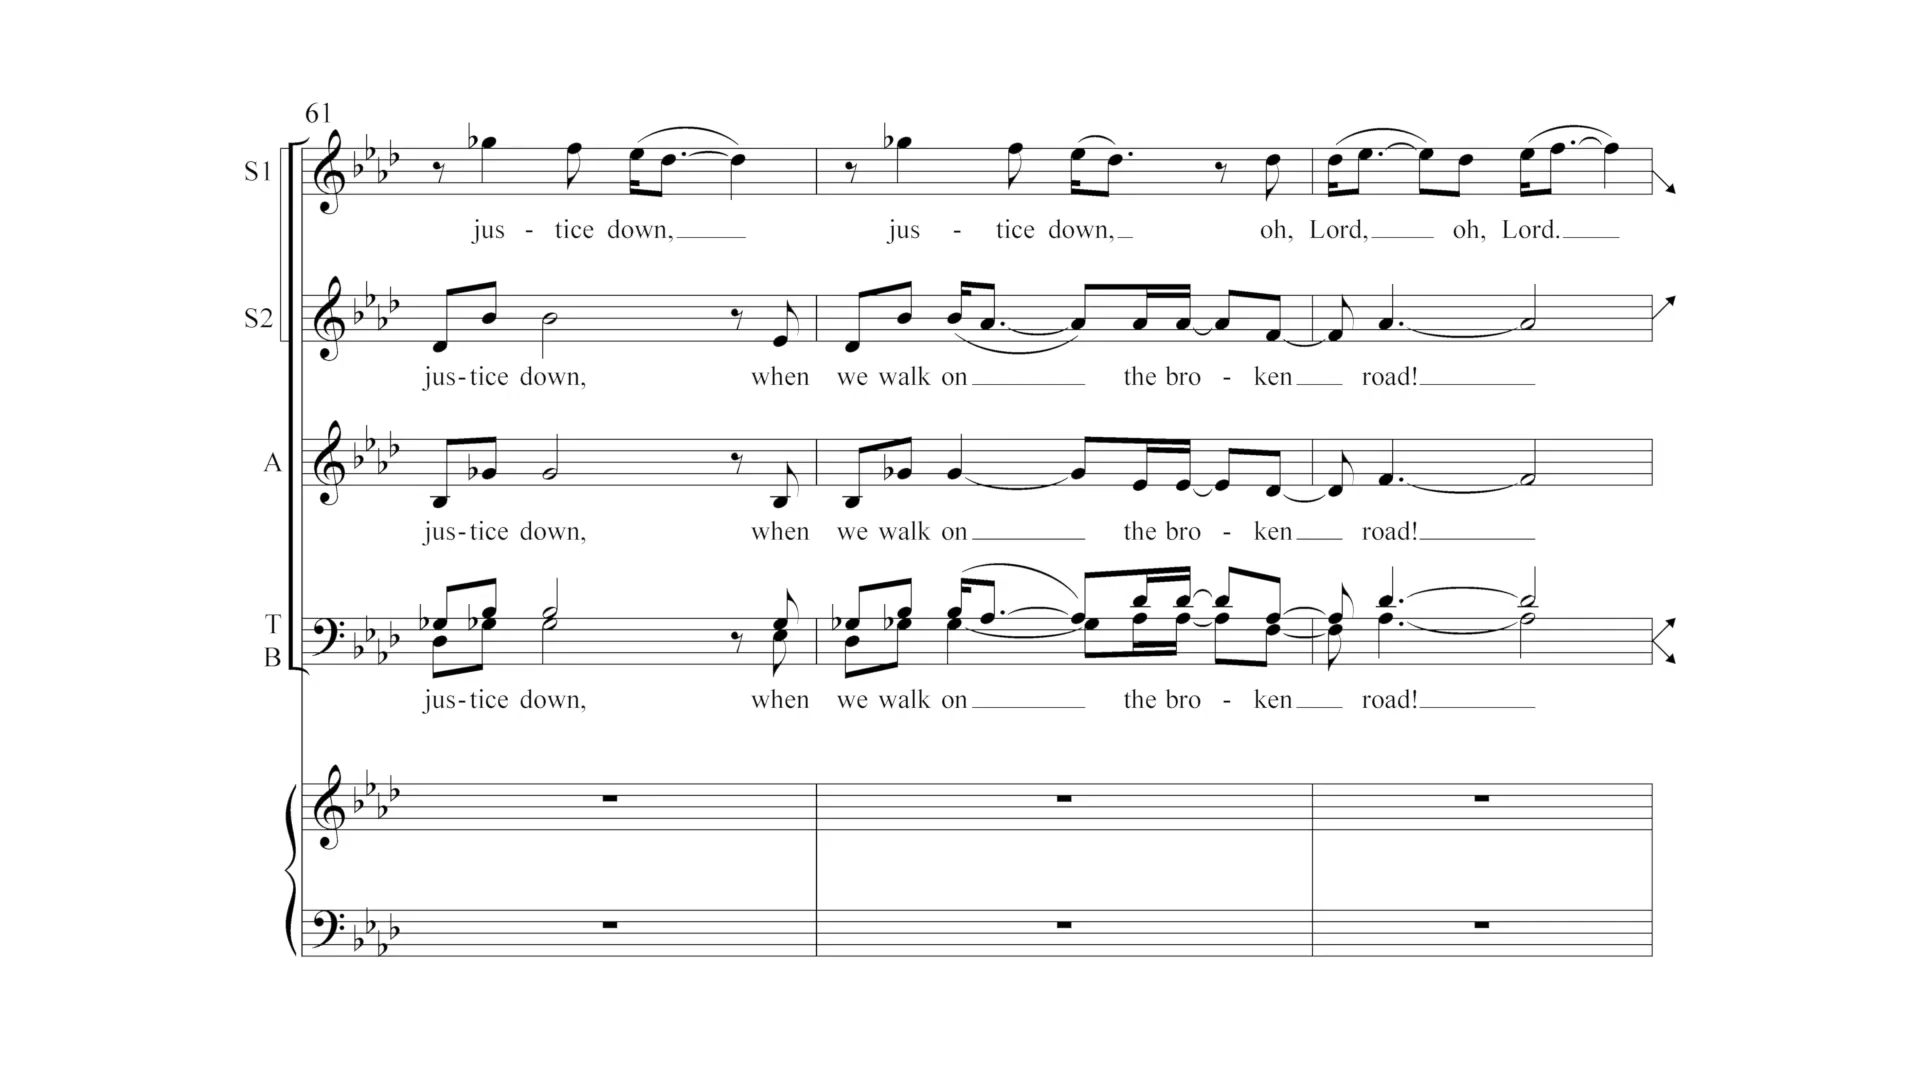 61
S1
jus - tice down,
jus - tice down, oh, Lord, oh, Lord.
S2
jus-tice down, when we walk on the bro - ken road!
A
jus-tice down, when we walk on the bro - ken road!
T
B
jus-tice down, when we walk on the bro - ken road!